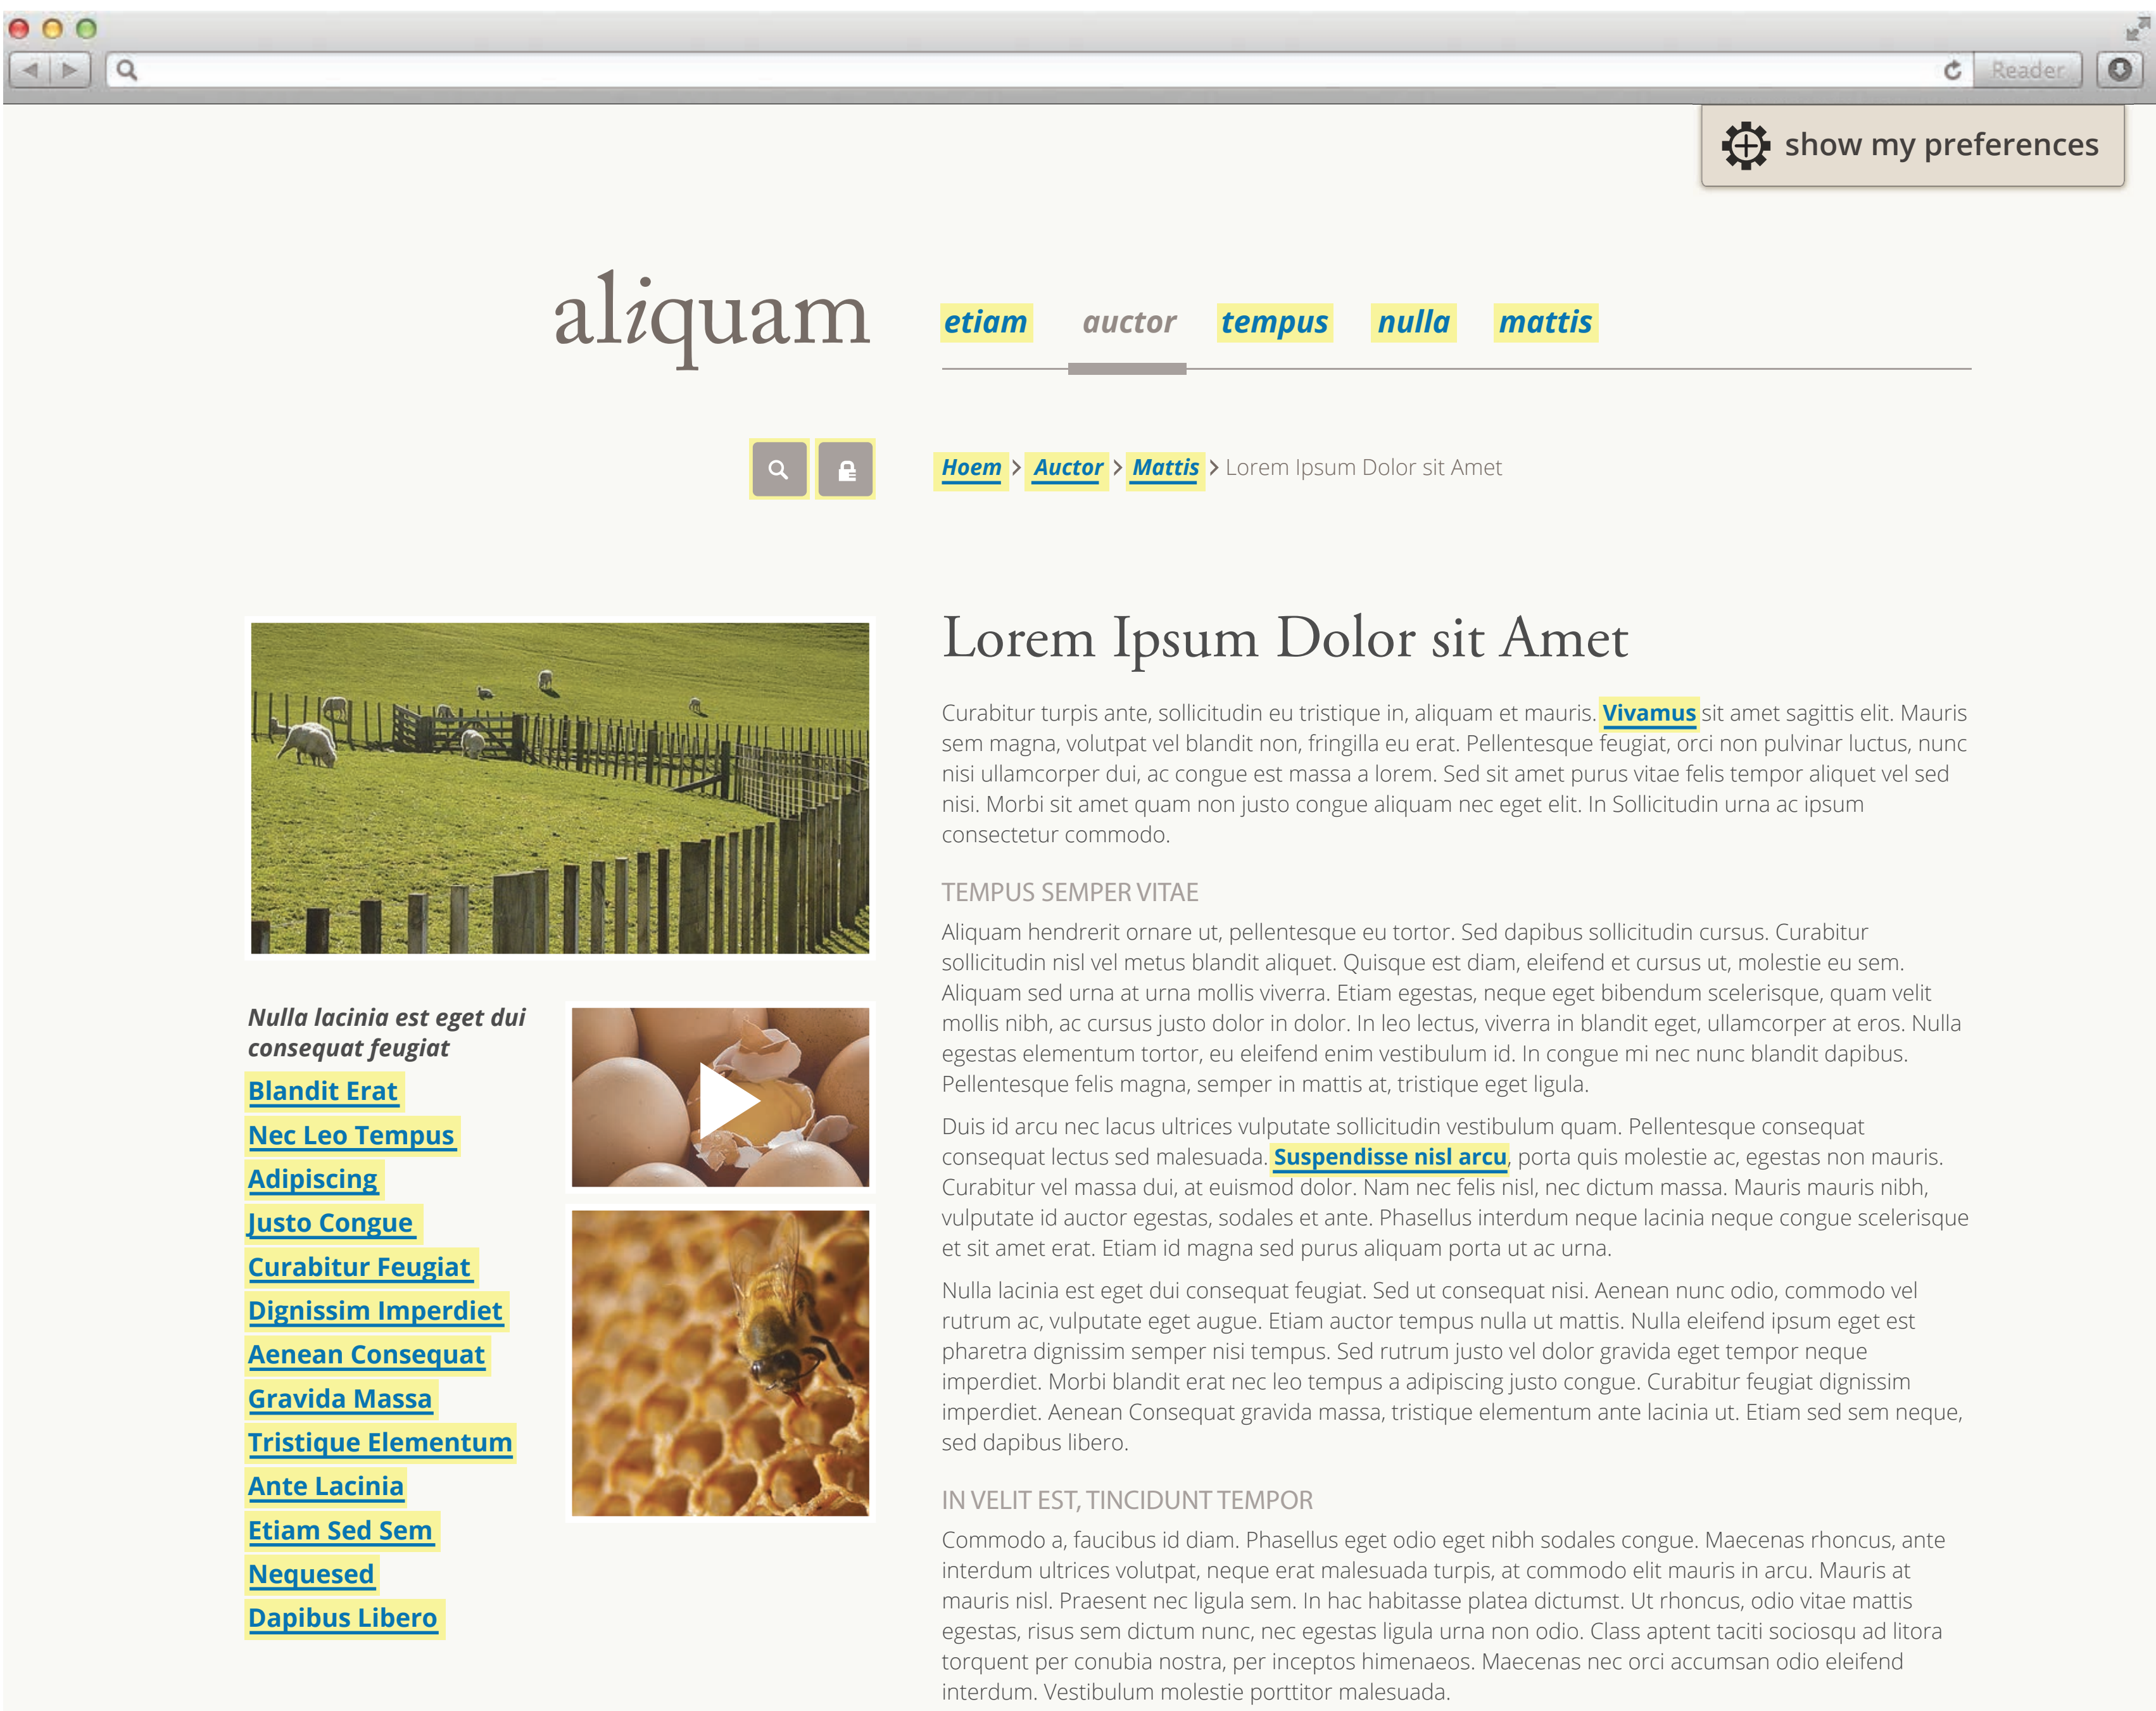 Reader
show my preferences
aliquam
etiam auctor tempus nulla mattis
Hoem > Auctor > Mattis > Lorem Ipsum Dolor sit Amet
Nulla lacinia est eget dui
consequat feugiat
Blandit Erat
Nec Leo Tempus
Adipiscing
Justo Congue
Curabitur Feugiat
Dignissim Imperdiet
Aenean Consequat
Gravida Massa
Tristique Elementum
Ante Lacinia
Etiam Sed Sem
Nequesed
Dapibus Libero
Lorem Ipsum Dolor sit Amet
Curabitur turpis ante, sollicitudin eu tristique in, aliquam et mauris. Vivamus sit amet sagittis elit. Mauris
sem magna, volutpat vel blandit non, fringilla eu erat. Pellentesque feugiat, orci non pulvinar luctus, nunc
nisi ullamcorper dui, ac congue est massa a lorem. Sed sit amet purus vitae felis tempor aliquet vel sed
nisi. Morbi sit amet quam non justo congue aliquam nec eget elit. In Sollicitudin urna ac ipsum
consectetur commodo.
TEMPUS SEMPER VITAE
Aliquam hendrerit ornare ut, pellentesque eu tortor. Sed dapibus sollicitudin cursus. Curabitur
sollicitudin nisl vel metus blandit aliquet. Quisque est diam, eleifend et cursus ut, molestie eu sem.
Aliquam sed urna at urna mollis viverra. Etiam egestas, neque eget bibendum scelerisque, quam velit
mollis nibh, ac cursus justo dolor in dolor. In leo lectus, viverra in blandit eget, ullamcorper at eros. Nulla
egestas elementum tortor, eu eleifend enim vestibulum id. In congue mi nec nunc blandit dapibus.
Pellentesque felis magna, semper in mattis at, tristique eget ligula.
Duis id arcu nec lacus ultrices vulputate sollicitudin vestibulum quam. Pellentesque consequat
consequat lectus sed malesuada. Suspendisse nisl arcu, porta quis molestie ac, egestas non mauris.
Curabitur vel massa dui, at euismod dolor. Nam nec felis nisl, nec dictum massa. Mauris mauris nibh,
vulputate id auctor egestas, sodales et ante. Phasellus interdum neque lacinia neque congue scelerisque
et sit amet erat. Etiam id magna sed purus aliquam porta ut ac urna.
Nulla lacinia est eget dui consequat feugiat. Sed ut consequat nisi. Aenean nunc odio, commodo vel
rutrum ac, vulputate eget augue. Etiam auctor tempus nulla ut mattis. Nulla eleifend ipsum eget est
pharetra dignissim semper nisi tempus. Sed rutrum justo vel dolor gravida eget tempor neque
imperdiet. Morbi blandit erat nec leo tempus a adipiscing justo congue. Curabitur feugiat dignissim
imperdiet. Aenean Consequat gravida massa, tristique elementum ante lacinia ut. Etiam sed sem neque,
sed dapibus libero.
IN VELIT EST, TINCIDUNT TEMPOR
Commodo a, faucibus id diam. Phasellus eget odio eget nibh sodales congue. Maecenas rhoncus, ante
interdum ultrices volutpat, neque erat malesuada turpis, at commodo elit mauris in arcu. Mauris at
mauris nisl. Praesent nec ligula sem. In hac habitasse platea dictumst. Ut rhoncus, odio vitae mattis
egestas, risus sem dictum nunc, nec egestas ligula urna non odio. Class aptent taciti sociosqu ad litora
torquent per conubia nostra, per inceptos himenaeos. Maecenas nec orci accumsan odio eleifend
interdum. Vestibulum molestie porttitor malesuada.